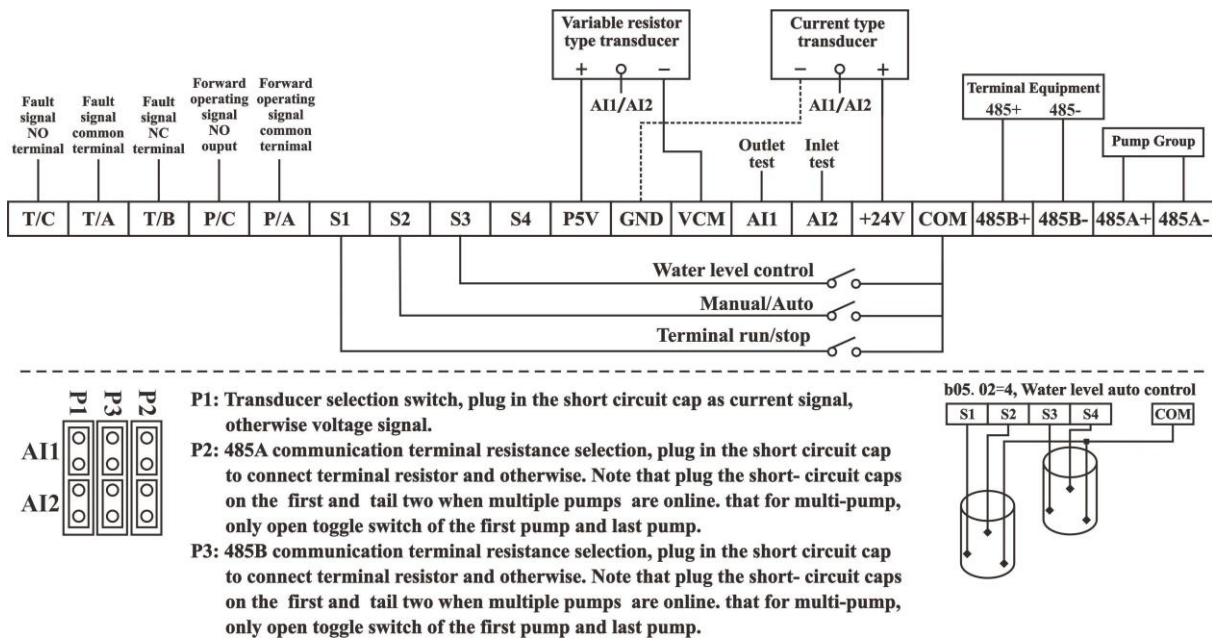 Variable resistor
type transducer
+
−
AI1/AI2
Current type
transducer
−
+
AI1/AI2
Fault
signal
NO
terminal
Fault
signal
common
terminal
Fault
signal
NC
terminal
Forward
operating
signal
NO
ouput
Forward
operating
signal
common
ternimal
Outlet
test
Inlet
test
Terminal Equipment
485+ 485-
Pump Group
T/C T/A T/B P/C P/A S1 S2 S3 S4 P5V GND VCM AI1 AI2 +24V COM 485B+ 485B- 485A+ 485A-
Water level control
Manual/Auto
Terminal run/stop
P1 P3 P2
AI1
AI2
P1: Transducer selection switch, plug in the short circuit cap as current signal,
otherwise voltage signal.
P2: 485A communication terminal resistance selection, plug in the short circuit cap
to connect terminal resistor and otherwise. Note that plug the short- circuit caps
on the first and tail two when multiple pumps are online. that for multi-pump,
only open toggle switch of the first pump and last pump.
P3: 485B communication terminal resistance selection, plug in the short circuit cap
to connect terminal resistor and otherwise. Note that plug the short- circuit caps
on the first and tail two when multiple pumps are online. that for multi-pump,
only open toggle switch of the first pump and last pump.
b05. 02=4, Water level auto control
S1 S2 S3 S4 COM